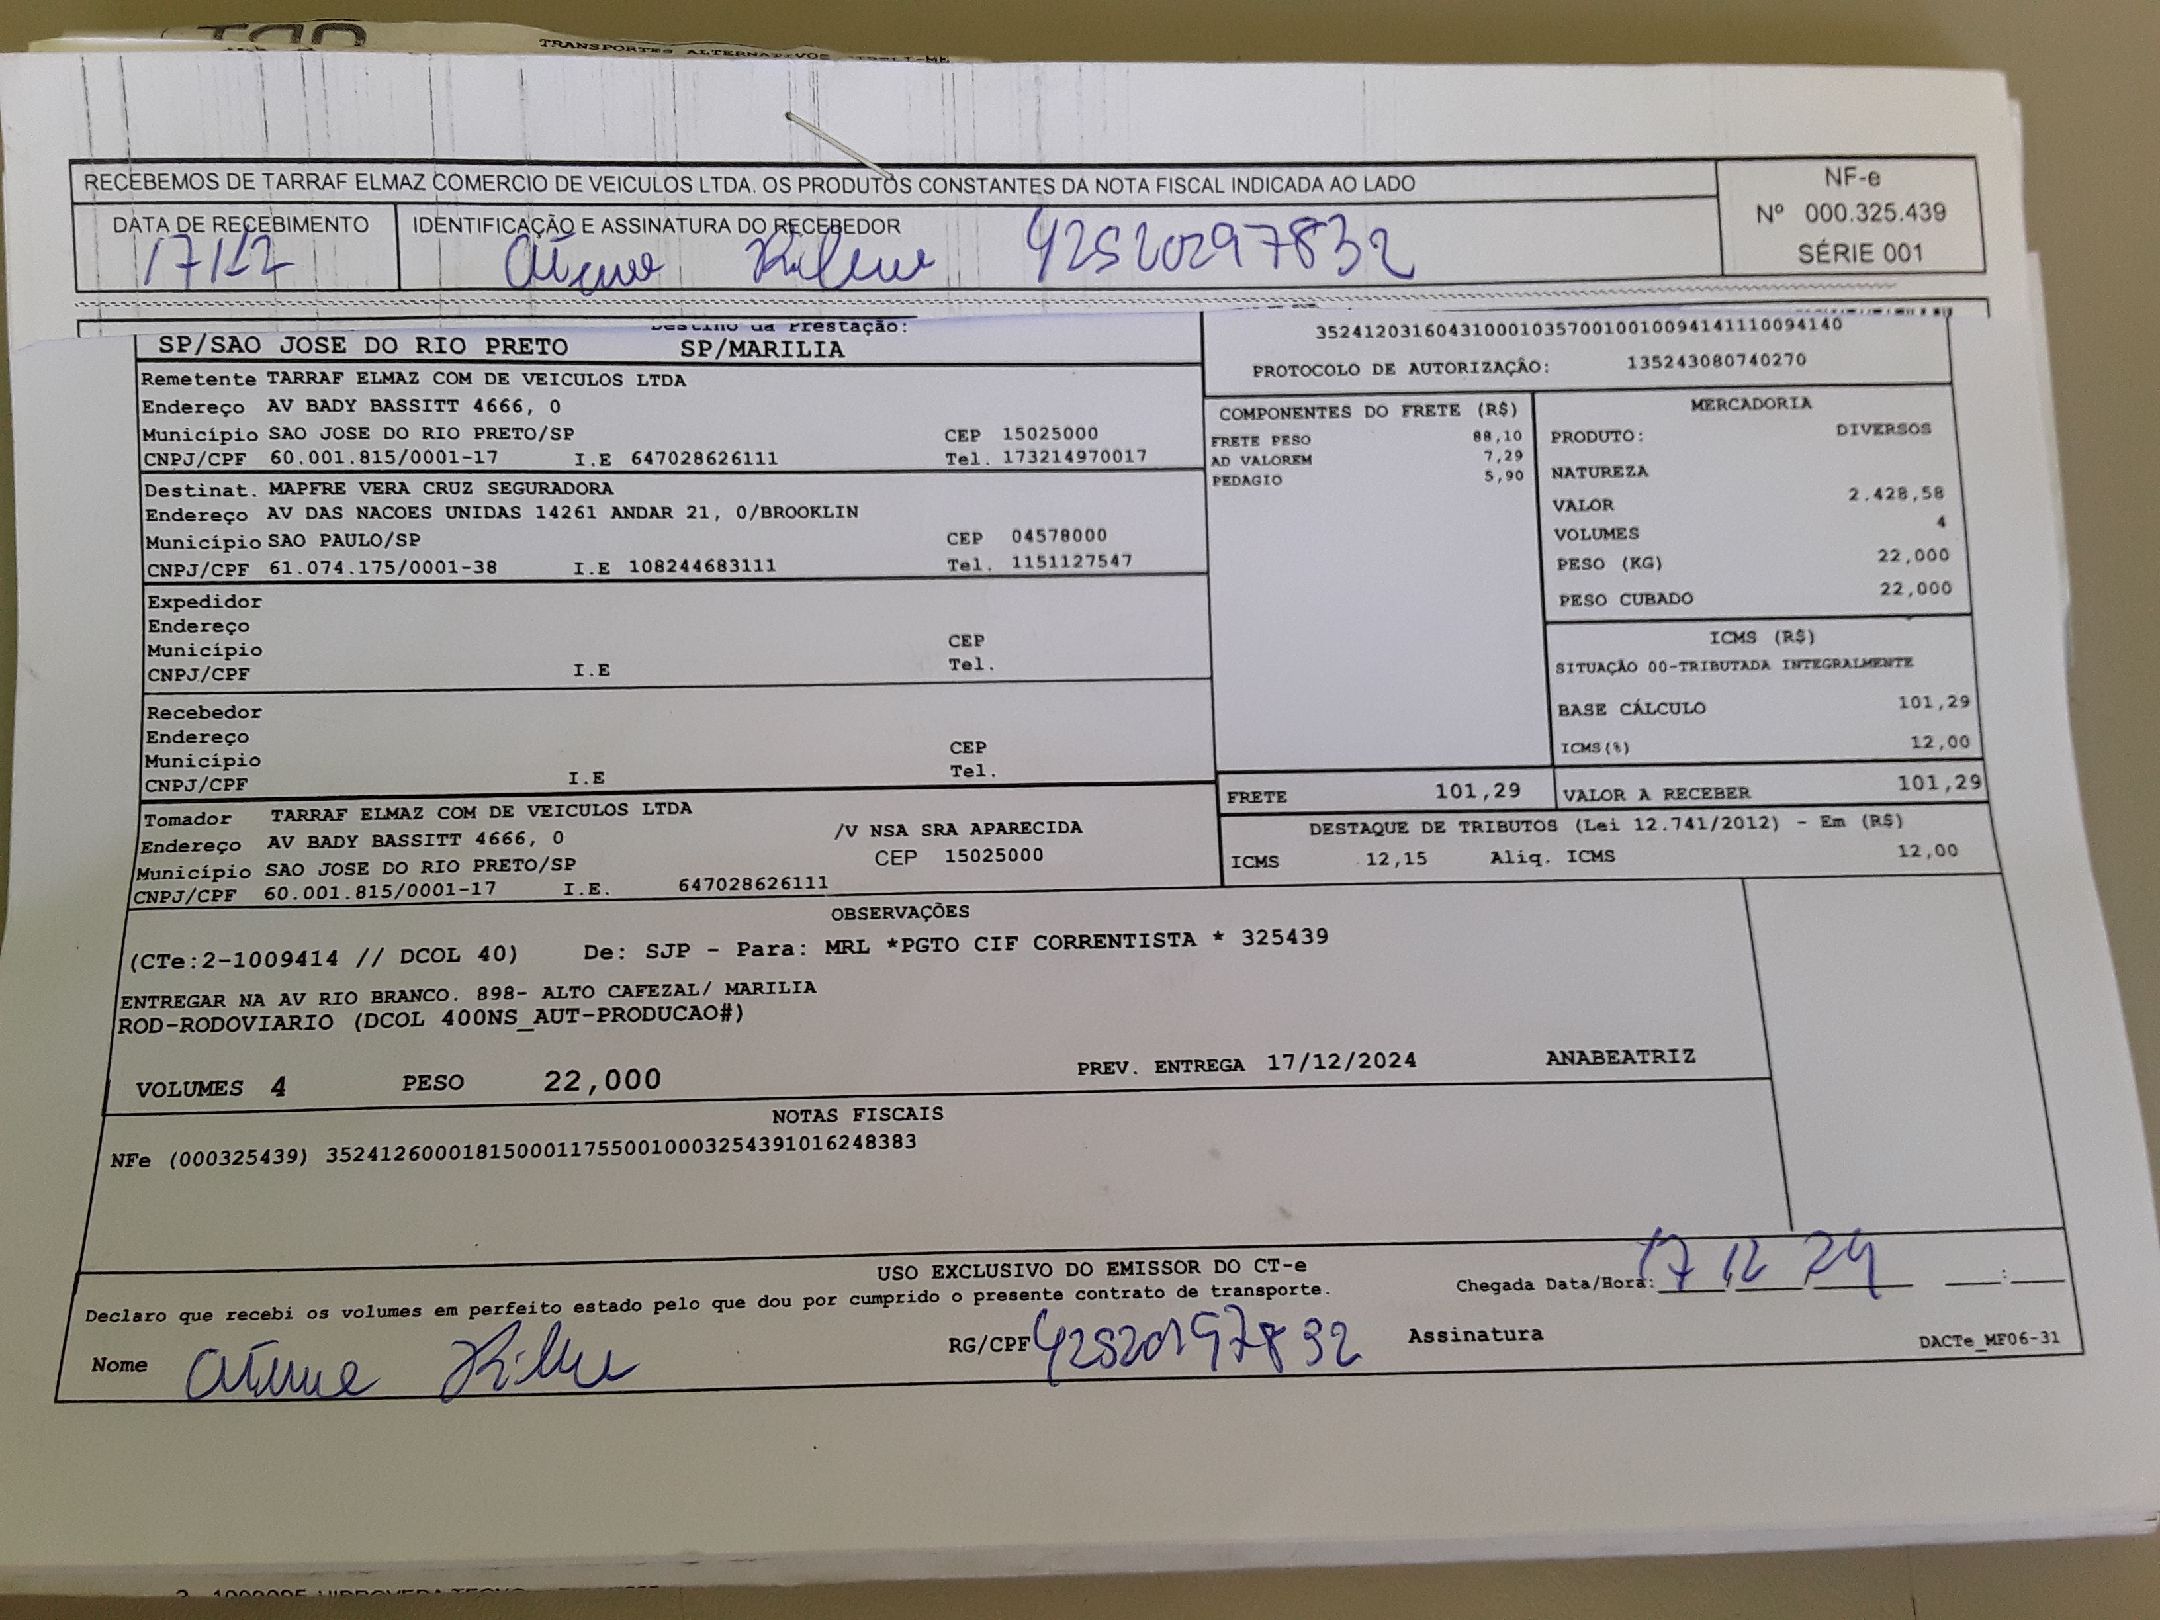 TRANSPORTES ALTERNATIVOS
RECEBEMOS DE TARRAF ELMAZ COMERCIO DE VEICULOS LTDA. OS PRODUTOS CONSTANTES DA NOTA FISCAL INDICADA AO LADO
NF-e
Nº 000.325.439
SÉRIE 001
DATA DE RECEBIMENTO
17/12
IDENTIFICAÇÃO E ASSINATURA DO RECEBEDOR
Destino da Prestação:
SP/SAO JOSE DO RIO PRETO SP/MARILIA
35241203160431000103570010010094141110094140
PROTOCOLO DE AUTORIZAÇÃO: 135243080740270
Remetente TARRAF ELMAZ COM DE VEICULOS LTDA
Endereço AV BADY BASSITT 4666, 0
Município SAO JOSE DO RIO PRETO/SP CEP 15025000
CNPJ/CPF 60.001.815/0001-17 I.E 647028626111 Tel. 173214970017
Destinat. MAPFRE VERA CRUZ SEGURADORA
Endereço AV DAS NACOES UNIDAS 14261 ANDAR 21, 0/BROOKLIN
Município SAO PAULO/SP CEP 04578000
CNPJ/CPF 61.074.175/0001-38 I.E 108244683111 Tel. 1151127547
Expedidor
Endereço
Município CEP
CNPJ/CPF I.E Tel.
Recebedor
Endereço
Município CEP
CNPJ/CPF I.E Tel.
Tomador TARRAF ELMAZ COM DE VEICULOS LTDA
Endereço AV BADY BASSITT 4666, 0 /V NSA SRA APARECIDA
Município SAO JOSE DO RIO PRETO/SP CEP 15025000
CNPJ/CPF 60.001.815/0001-17 I.E. 647028626111
COMPONENTES DO FRETE (R$)
FRETE PESO 88,10
AD VALOREM 7,29
PEDAGIO 5,90
MERCADORIA
PRODUTO: DIVERSOS
NATUREZA
VALOR 2.428,58
VOLUMES 4
PESO (KG) 22,000
PESO CUBADO 22,000
ICMS (R$)
SITUAÇÃO 00-TRIBUTADA INTEGRALMENTE
BASE CÁLCULO 101,29
ICMS(%) 12,00
FRETE 101,29
VALOR A RECEBER 101,29
DESTAQUE DE TRIBUTOS (Lei 12.741/2012) - Em (R$)
ICMS 12,15 Aliq. ICMS 12,00
OBSERVAÇÕES
(CTe:2-1009414 // DCOL 40) De: SJP - Para: MRL *PGTO CIF CORRENTISTA * 325439
ENTREGAR NA AV RIO BRANCO. 898- ALTO CAFEZAL/ MARILIA
ROD-RODOVIARIO (DCOL 400NS_AUT-PRODUCAO#)
VOLUMES 4 PESO 22,000 PREV. ENTREGA 17/12/2024 ANABEATRIZ
NOTAS FISCAIS
NFe (000325439) 35241260001815000117550010003254391016248383
USO EXCLUSIVO DO EMISSOR DO CT-e
Declaro que recebi os volumes em perfeito estado pelo que dou por cumprido o presente contrato de transporte.
Chegada Data/Hora: 17 12 24
Nome
RG/CPF
Assinatura
DACTe_MF06-31